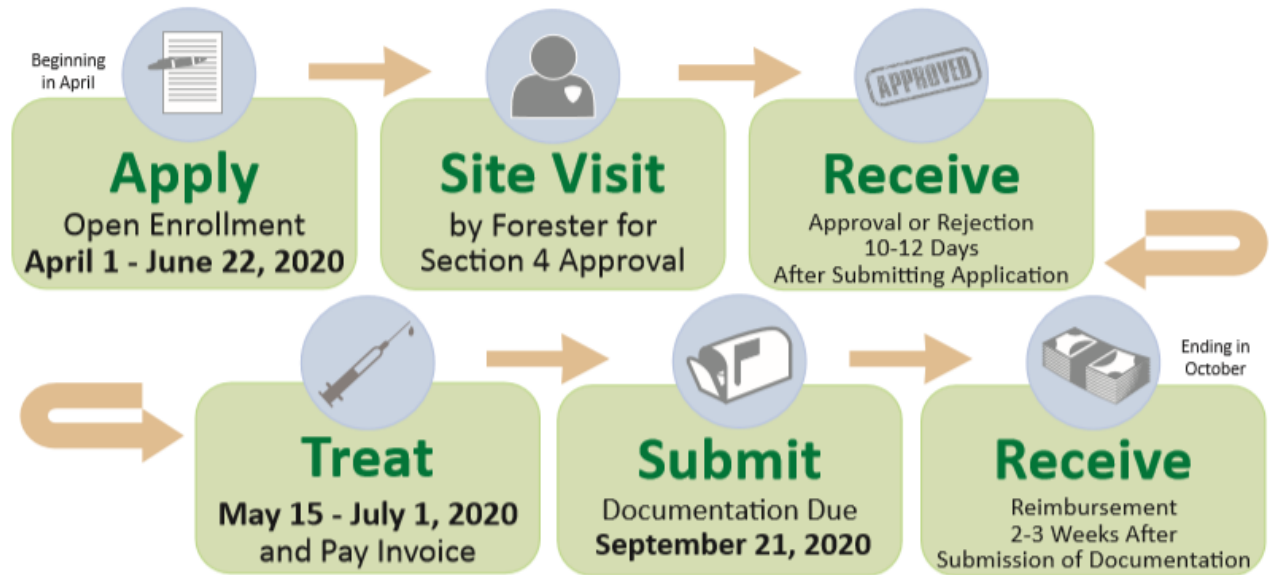 Beginning
in April
Apply
Open Enrollment
April 1 - June 22, 2020
Site Visit
by Forester for
Section 4 Approval
APPROVED
Receive
Approval or Rejection
10-12 Days
After Submitting Application
Treat
May 15 - July 1, 2020
and Pay Invoice
Submit
Documentation Due
September 21, 2020
Ending in
October
Receive
Reimbursement
2-3 Weeks After
Submission of Documentation